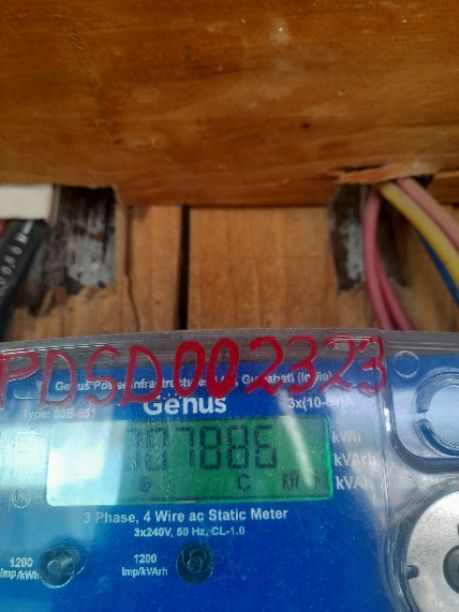 PDSD002323
Genus Power Infrastructures Guwahati (India)
Genus
3x(10-60)A
007886
kWh
kVArh
kVAh
C kW h
3 Phase, 4 Wire ac Static Meter
3x240V, 50 Hz, CL-1.0
1200 Imp/kWh
1200 Imp/kVArh